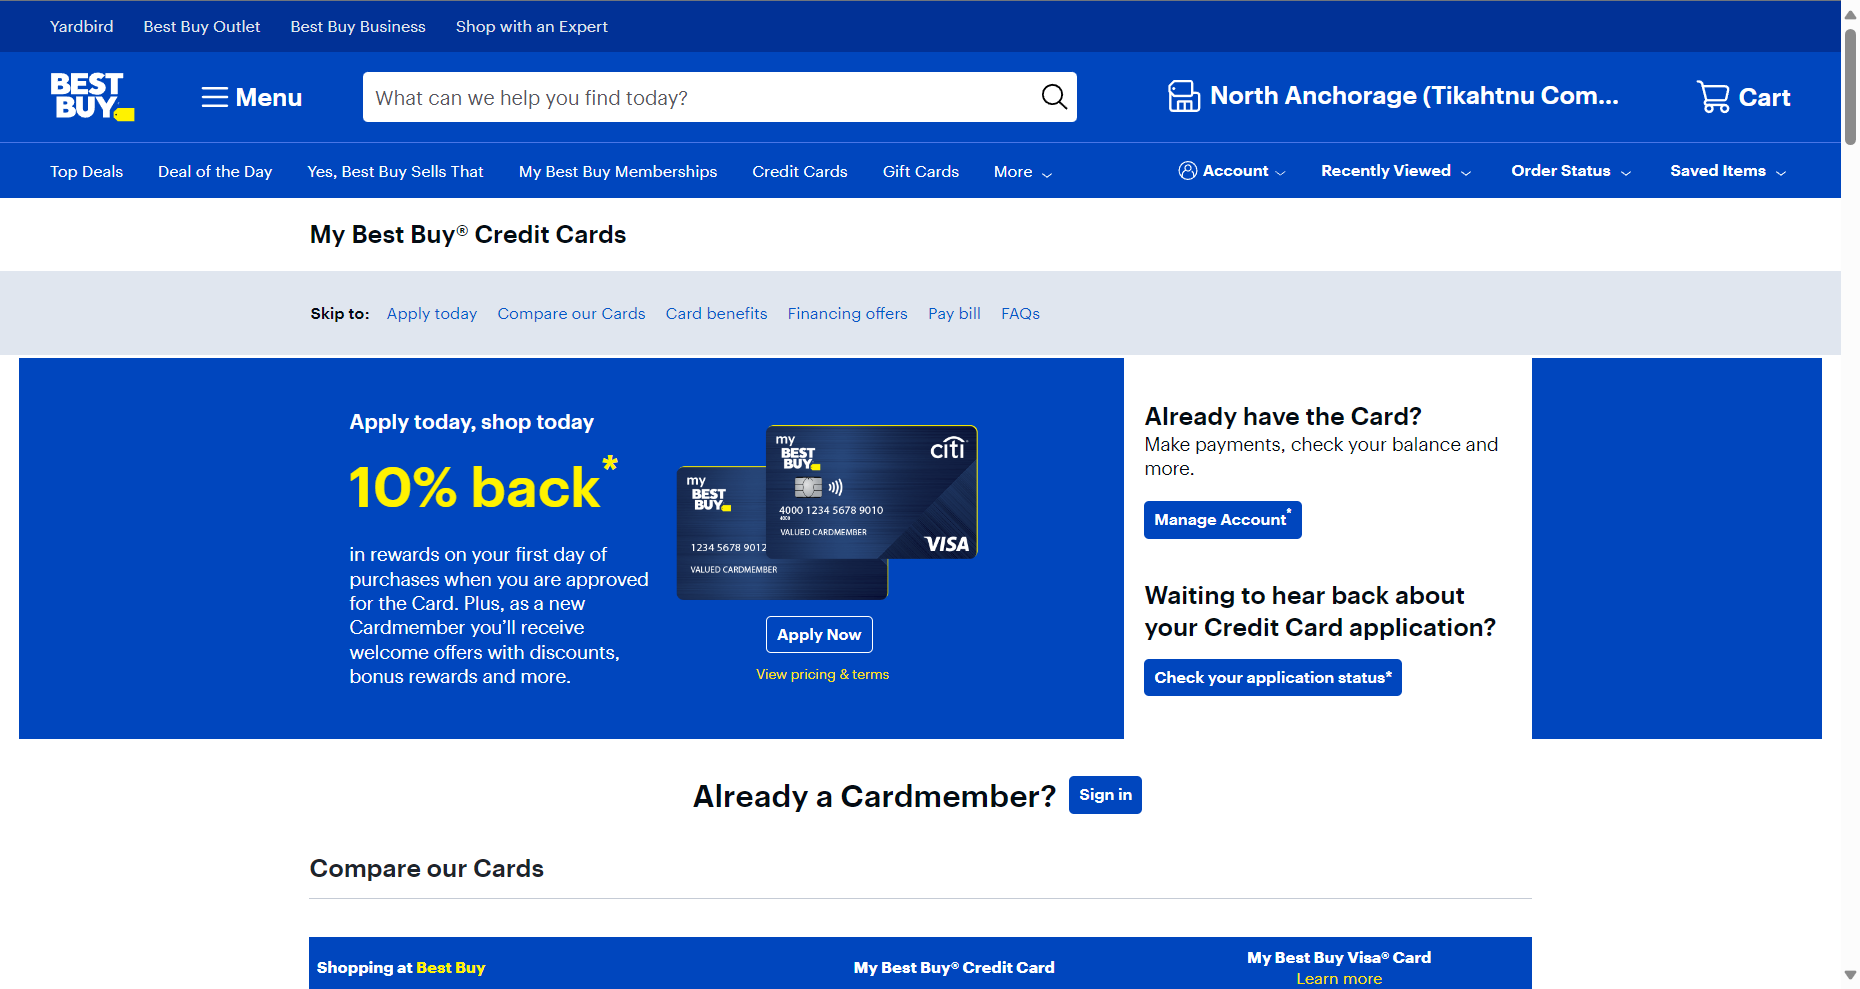 Yardbird
Best Buy Outlet
Best Buy Business
Shop with an Expert
BEST
BUY
Menu
What can we help you find today?
North Anchorage (Tikahtnu Com...
Cart
Top Deals
Deal of the Day
Yes, Best Buy Sells That
My Best Buy Memberships
Credit Cards
Gift Cards
More
Account
Recently Viewed
Order Status
Saved Items
My Best Buy® Credit Cards
Skip to:
Apply today
Compare our Cards
Card benefits
Financing offers
Pay bill
FAQs
Apply today, shop today
10% back*
in rewards on your first day of
purchases when you are approved
for the Card. Plus, as a new
Cardmember you’ll receive
welcome offers with discounts,
bonus rewards and more.
my
BEST
BUY
1234 5678 9012
VALUED CARDMEMBER
my
BEST
BUY
citi
4000 1234 5678 9010
4000
VALUED CARDMEMBER
VISA
Apply Now
View pricing & terms
Already have the Card?
Make payments, check your balance and
more.
Manage Account*
Waiting to hear back about
your Credit Card application?
Check your application status*
Already a Cardmember?
Sign in
Compare our Cards
Shopping at Best Buy
My Best Buy® Credit Card
My Best Buy Visa® Card
Learn more